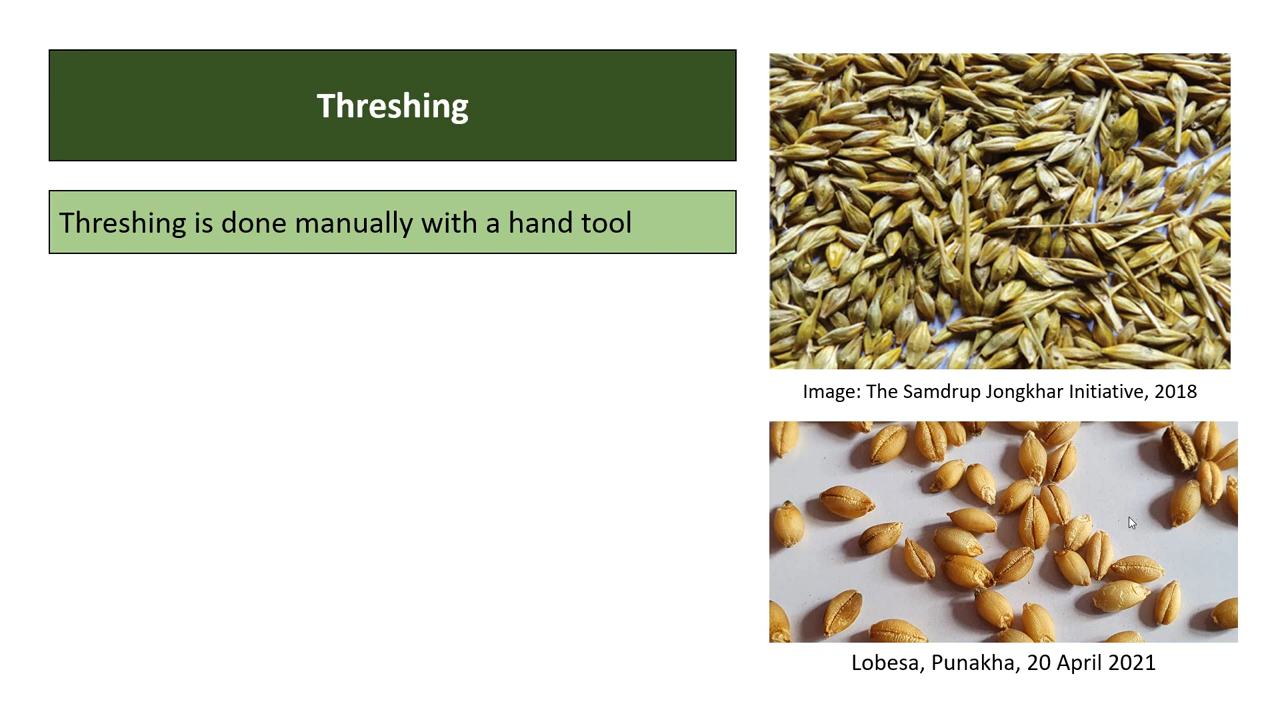 Threshing
Threshing is done manually with a hand tool
Image: The Samdrup Jongkhar Initiative, 2018
Lobesa, Punakha, 20 April 2021